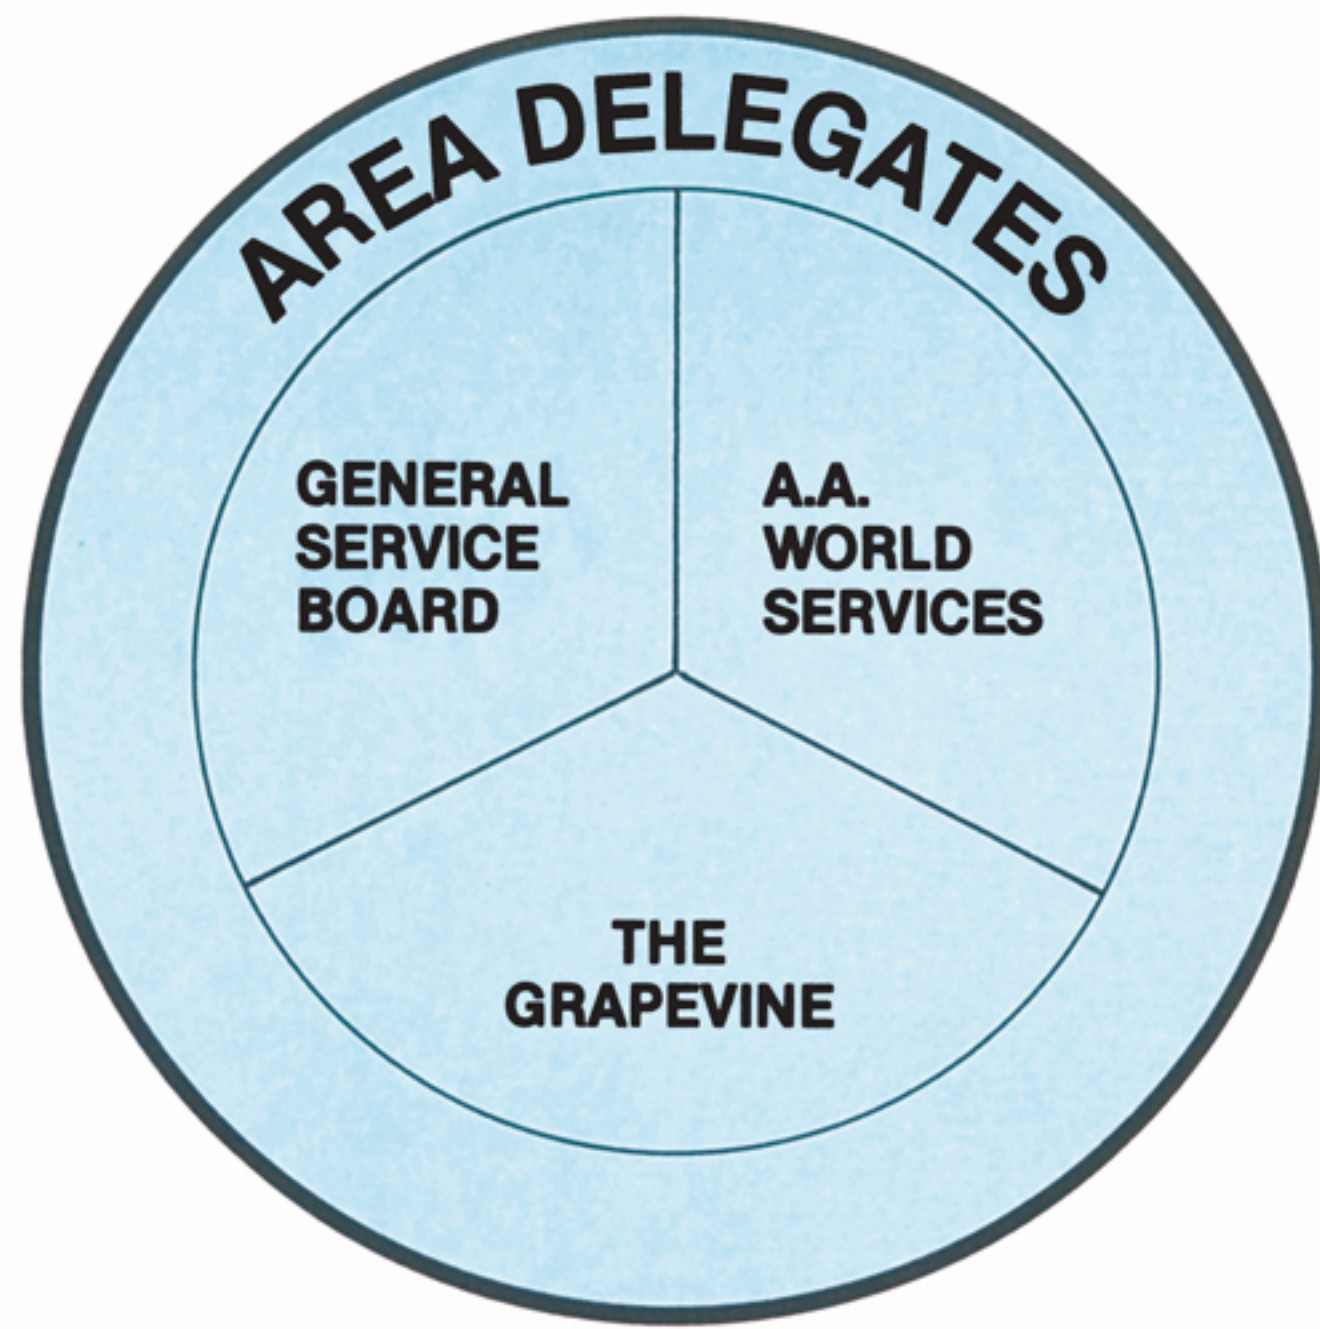 AREA DELEGATES
GENERAL
SERVICE
BOARD
A.A.
WORLD
SERVICES
THE
GRAPEVINE